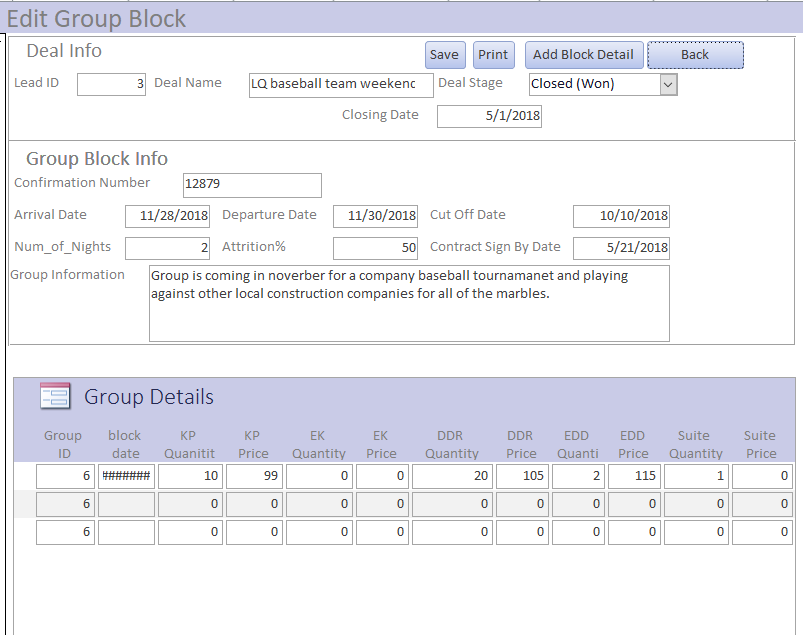 Edit Group Block
Deal Info
Save Print Add Block Detail Back
Lead ID 3 Deal Name LQ baseball team weekend Deal Stage Closed (Won)
Closing Date 5/1/2018
Group Block Info
Confirmation Number 12879
Arrival Date 11/28/2018 Departure Date 11/30/2018 Cut Off Date 10/10/2018
Num_of_Nights 2 Attrition% 50 Contract Sign By Date 5/21/2018
Group Information Group is coming in noverber for a company baseball tournamanet and playing
against other local construction companies for all of the marbles.
Group Details
Group block KP KP EK EK DDR DDR EDD EDD Suite Suite
ID date Quanitit Price Quantity Price Quantity Price Quanti Price Quantity Price
6 ####### 10 99 0 0 20 105 2 115 1 0
6 0 0 0 0 0 0 0 0 0 0
6 0 0 0 0 0 0 0 0 0 0